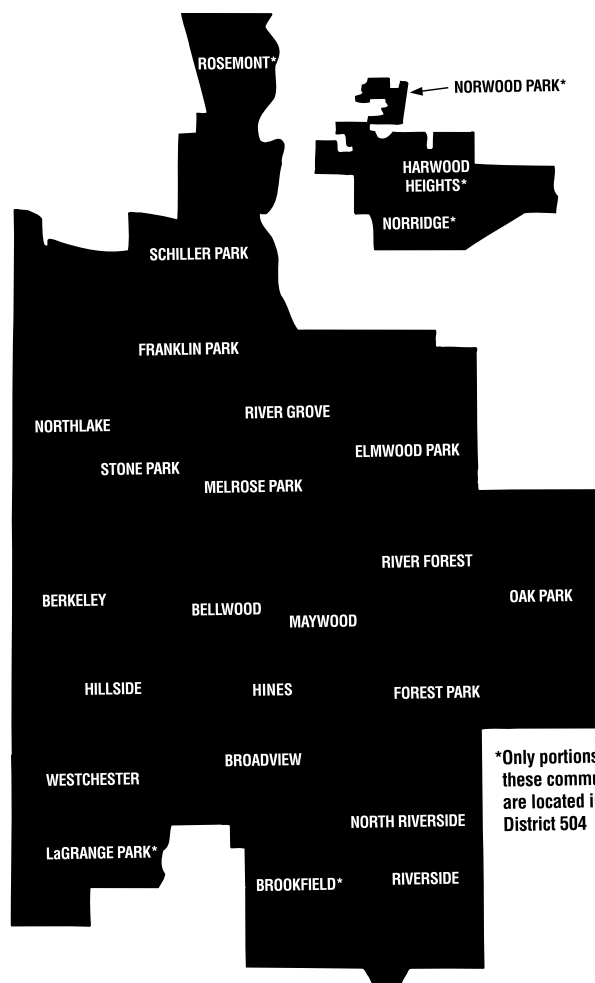 ROSEMONT*
NORWOOD PARK*
HARWOOD
HEIGHTS*
NORRIDGE*
SCHILLER PARK
FRANKLIN PARK
RIVER GROVE
NORTHLAKE
ELMWOOD PARK
STONE PARK
MELROSE PARK
RIVER FOREST
OAK PARK
BERKELEY
BELLWOOD
MAYWOOD
HILLSIDE
HINES
FOREST PARK
BROADVIEW
WESTCHESTER
*Only portions
these commu
are located i
District 504
NORTH RIVERSIDE
LaGRANGE PARK*
BROOKFIELD*
RIVERSIDE